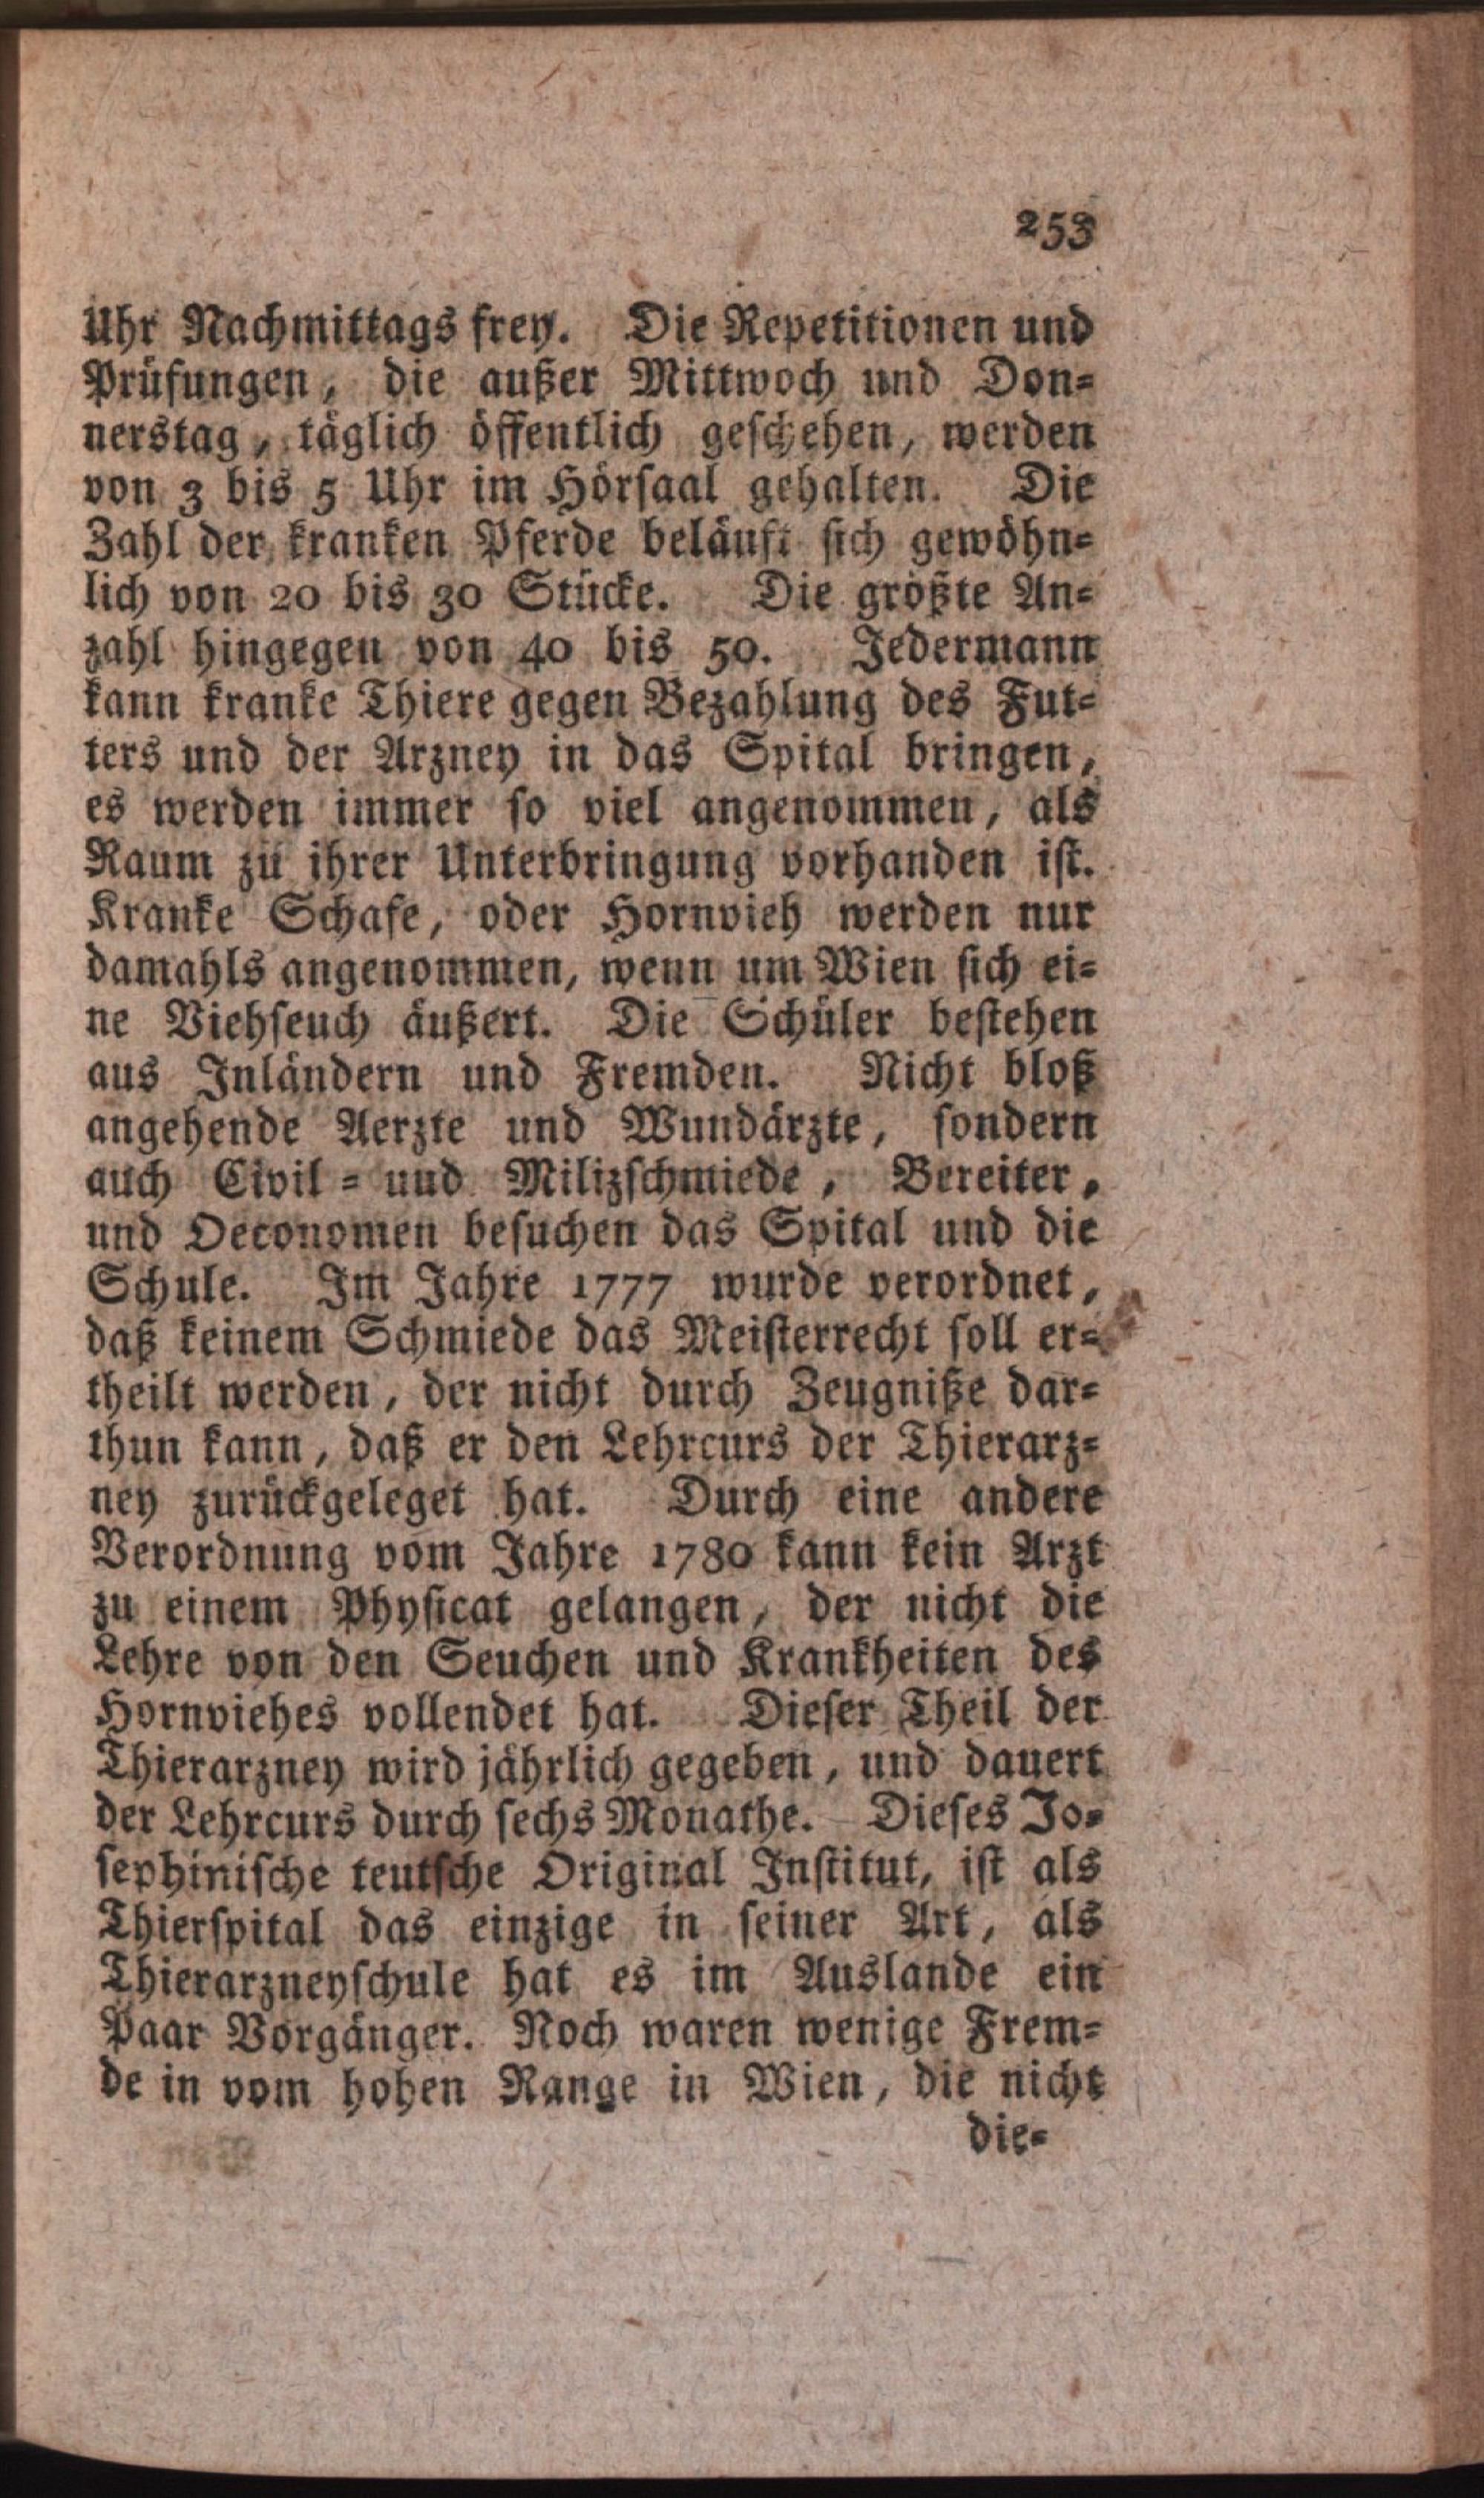 253
Uhr Nachmittags frey. Die Repetitionen und
Prüfungen, die außer Mittwoch und Don=
nerstag, täglich öffentlich geschehen, werden
von 3 bis 5 Uhr im Hörsaal gehalten. Die
Zahl der kranken Pferde beläuft sich gewöhn=
lich von 20 bis 30 Stücke. Die größte An=
zahl hingegen von 40 bis 50. Jedermann
kann kranke Thiere gegen Bezahlung des Fut=
ters und der Arzney in das Spital bringen,
es werden immer so viel angenommen, als
Raum zu ihrer Unterbringung vorhanden ist.
Kranke Schafe, oder Hornvieh werden nur
damahls angenommen, wenn um Wien sich ei=
ne Viehseuch äußert. Die Schüler bestehen
aus Inländern und Fremden. Nicht bloß
angehende Aerzte und Wundärzte, sondern
auch Civil = und Milizschmiede, Bereiter,
und Oeconomen besuchen das Spital und die
Schule. Im Jahre 1777 wurde verordnet,
daß keinem Schmiede das Meisterrecht soll er=
theilt werden, der nicht durch Zeugniße dar=
thun kann, daß er den Lehrcurs der Thierarz=
ney zurückgeleget hat. Durch eine andere
Verordnung vom Jahre 1780 kann kein Arzt
zu einem Physicat gelangen, der nicht die
Lehre von den Seuchen und Krankheiten des
Hornviehes vollendet hat. Dieser Theil der
Thierarzney wird jährlich gegeben, und dauert
der Lehrcurs durch sechs Monathe. Dieses Jo=
sephinische teutsche Original Institut, ist als
Thierspital das einzige in seiner Art, als
Thierarzneyschule hat es im Auslande ein
Paar Vorgänger. Noch waren wenige Frem=
de in vom hohen Range in Wien, die nicht
die=